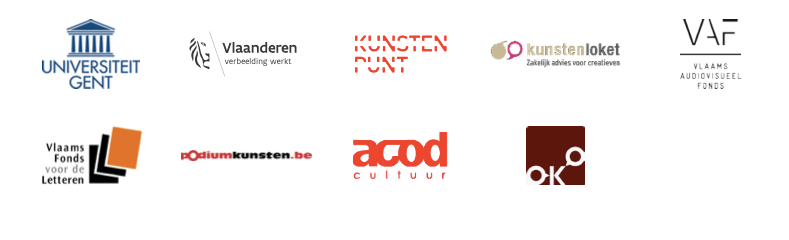 UNIVERSITEIT
GENT
Vlaanderen
verbeelding werkt
KUNSTEN
PUNT
kunstenloket
Zakelijk advies voor creatieven
VAF
VLAAMS
AUDIOVISUEEL
FONDS
Vlaams
Fonds
voor de
Letteren
podiumkunsten.be
acod
cultuur
OKO